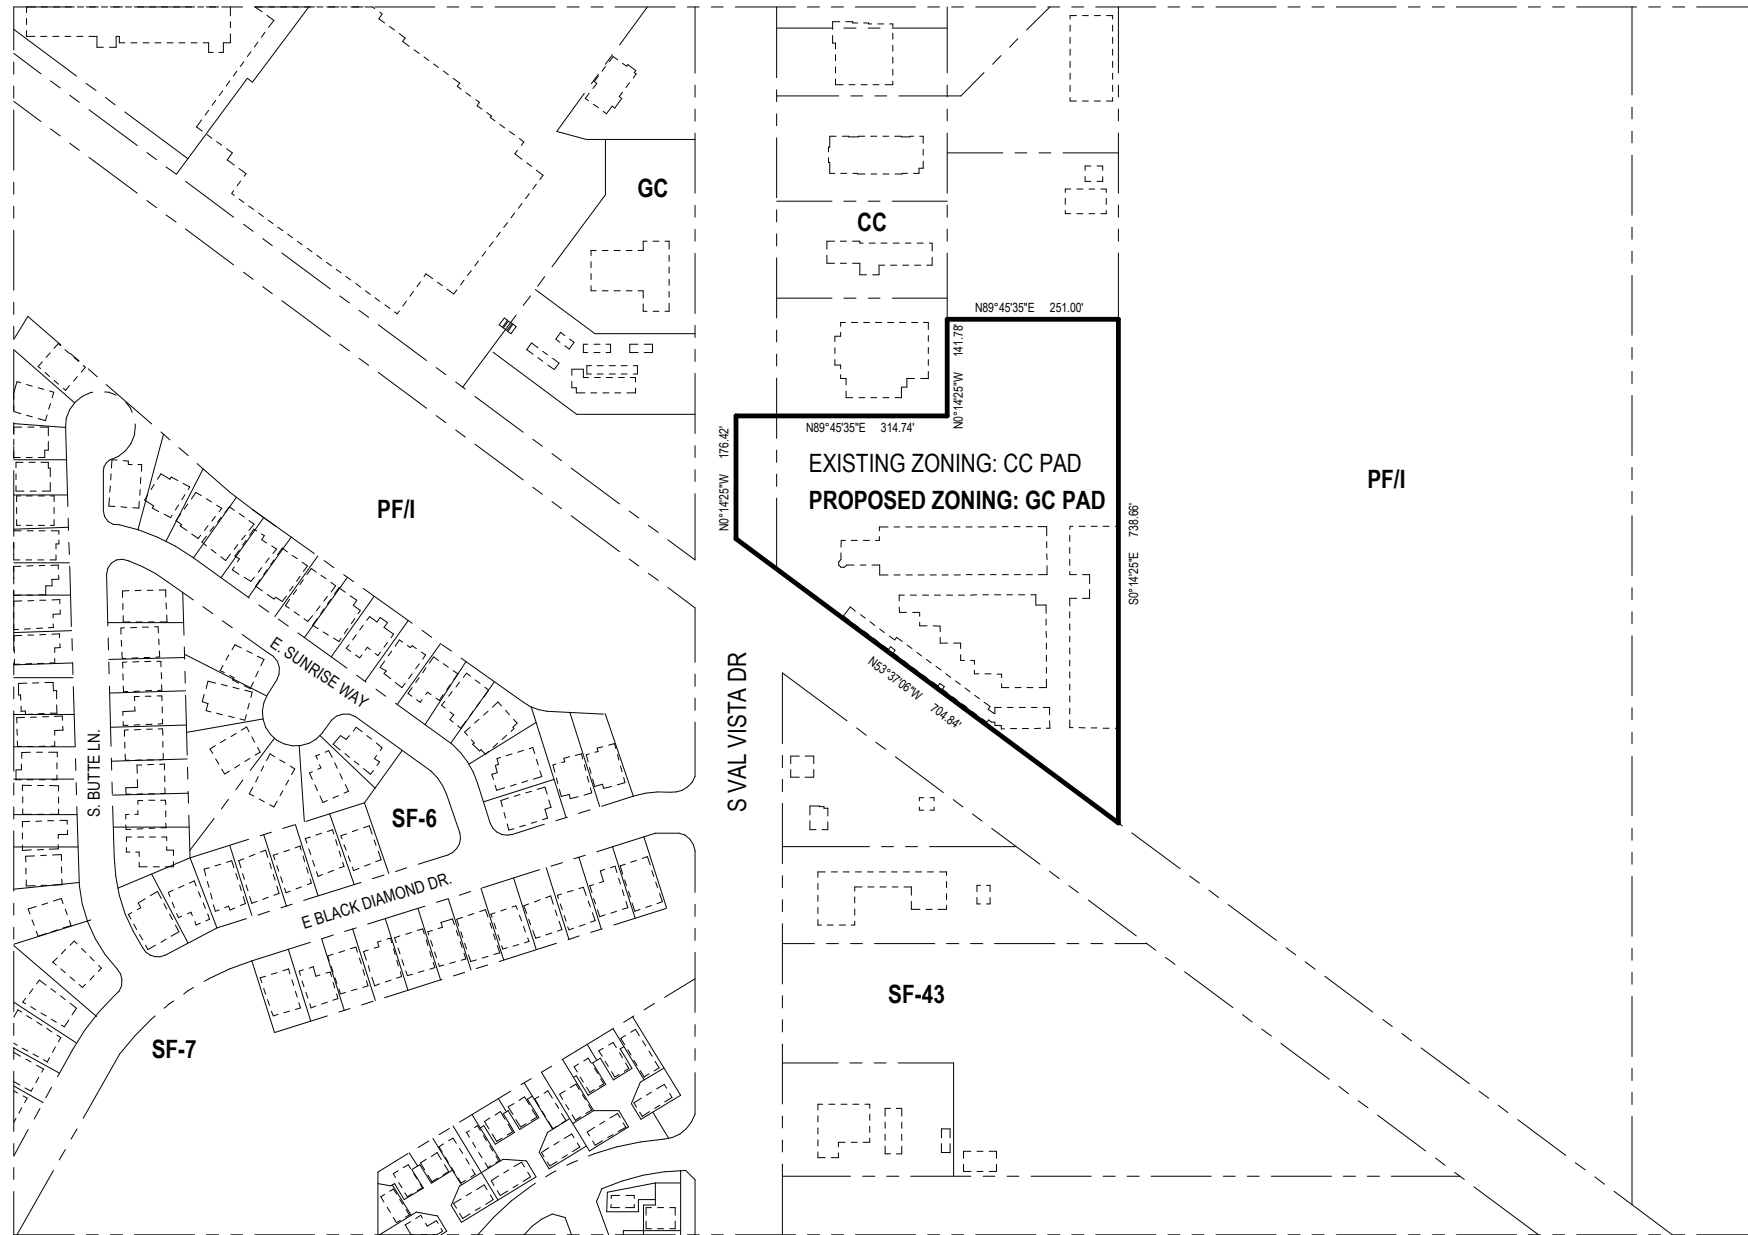 GC
CC
N89°45'35"E 251.00'
N0°14'25"W 141.78'
N89°45'35"E 314.74'
N0°14'25"W 176.42'
EXISTING ZONING: CC PAD
PROPOSED ZONING: GC PAD
PF/I
PF/I
S0°14'25"E 738.66'
N53°37'06"W 704.84'
E. SUNRISE WAY
S VAL VISTA DR
S. BUTTE LN.
SF-6
E BLACK DIAMOND DR.
SF-43
SF-7